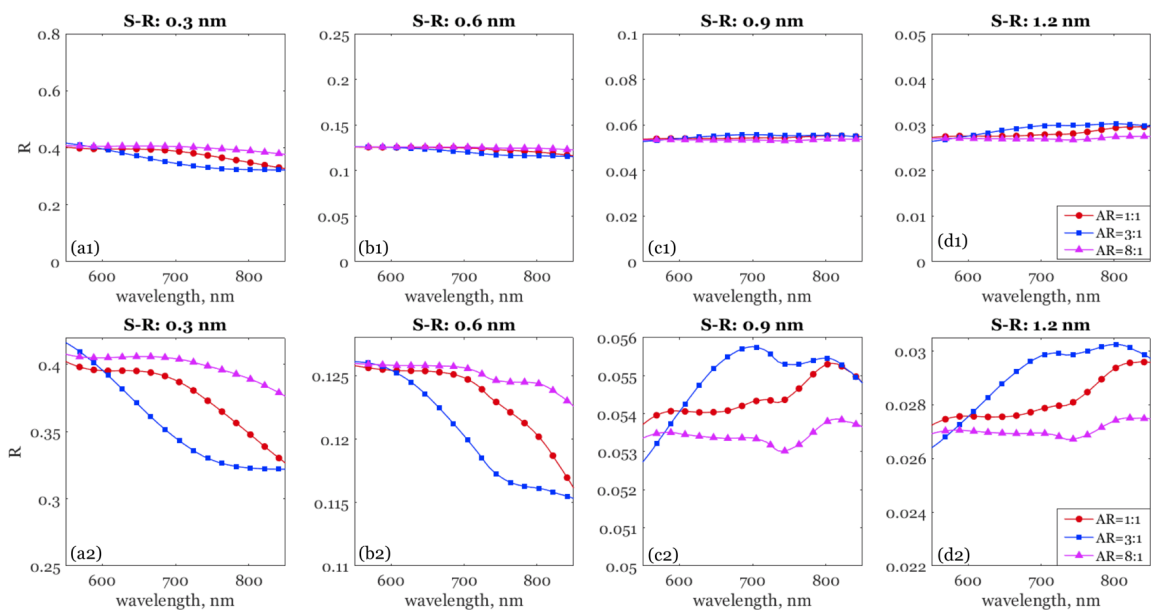 S-R: 0.3 nm
S-R: 0.6 nm
S-R: 0.9 nm
S-R: 1.2 nm
0.8
0.6
0.4
0.2
0
R
(a1)
600
700
800
wavelength, nm
0.25
0.2
0.15
0.1
0.05
0
(b1)
600
700
800
wavelength, nm
0.1
0.08
0.06
0.04
0.02
0
(c1)
600
700
800
wavelength, nm
0.05
0.04
0.03
0.02
0.01
0
(d1)
AR=1:1
AR=3:1
AR=8:1
600
700
800
wavelength, nm
S-R: 0.3 nm
S-R: 0.6 nm
S-R: 0.9 nm
S-R: 1.2 nm
0.4
0.35
0.3
0.25
R
(a2)
600
700
800
wavelength, nm
0.125
0.12
0.115
0.11
(b2)
600
700
800
wavelength, nm
0.056
0.055
0.054
0.053
0.052
0.051
0.05
(c2)
600
700
800
wavelength, nm
0.03
0.028
0.026
0.024
0.022
(d2)
AR=1:1
AR=3:1
AR=8:1
600
700
800
wavelength, nm